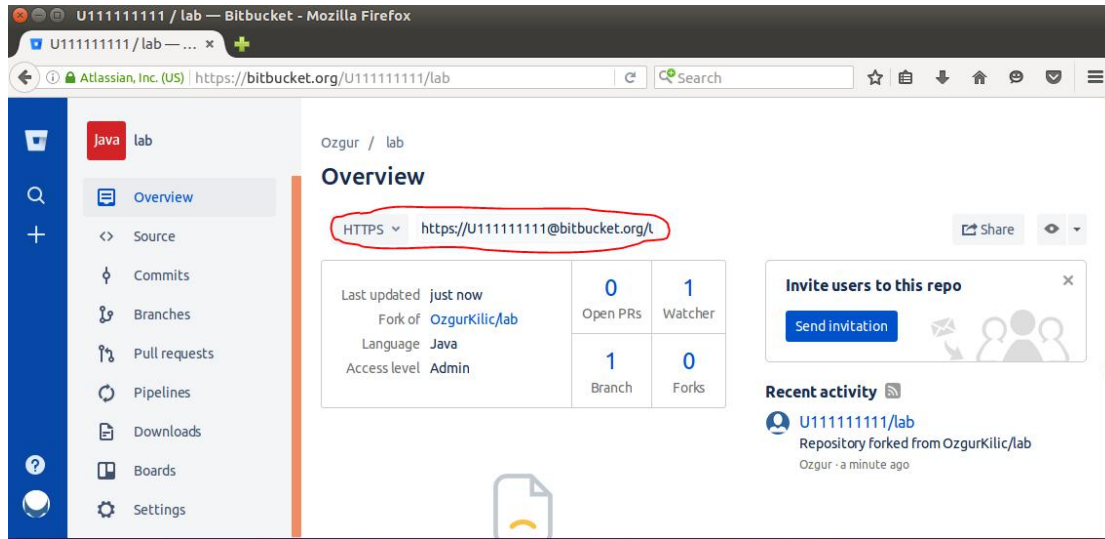 U111111111 / lab — Bitbucket - Mozilla Firefox
U111111111 / lab — ... ×
Atlassian, Inc. (US) https://bitbucket.org/U111111111/lab
Search
Java lab
Overview
Source
Commits
Branches
Pull requests
Pipelines
Downloads
Boards
Settings
Ozgur / lab
Overview
HTTPS https://U111111111@bitbucket.org/l
Share
Last updated just now
Fork of OzgurKilic/lab
Language Java
Access level Admin
0 Open PRs
1 Watcher
1 Branch
0 Forks
Invite users to this repo
Send invitation
Recent activity
U111111111/lab
Repository forked from OzgurKilic/lab
Ozgur · a minute ago